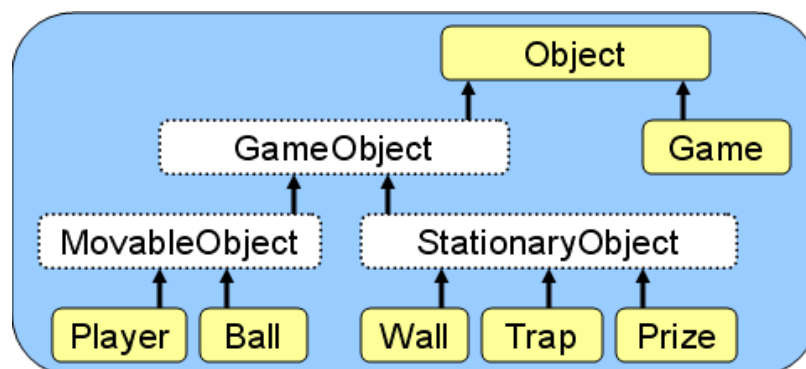 Object
GameObject
Game
MovableObject
StationaryObject
Player
Ball
Wall
Trap
Prize